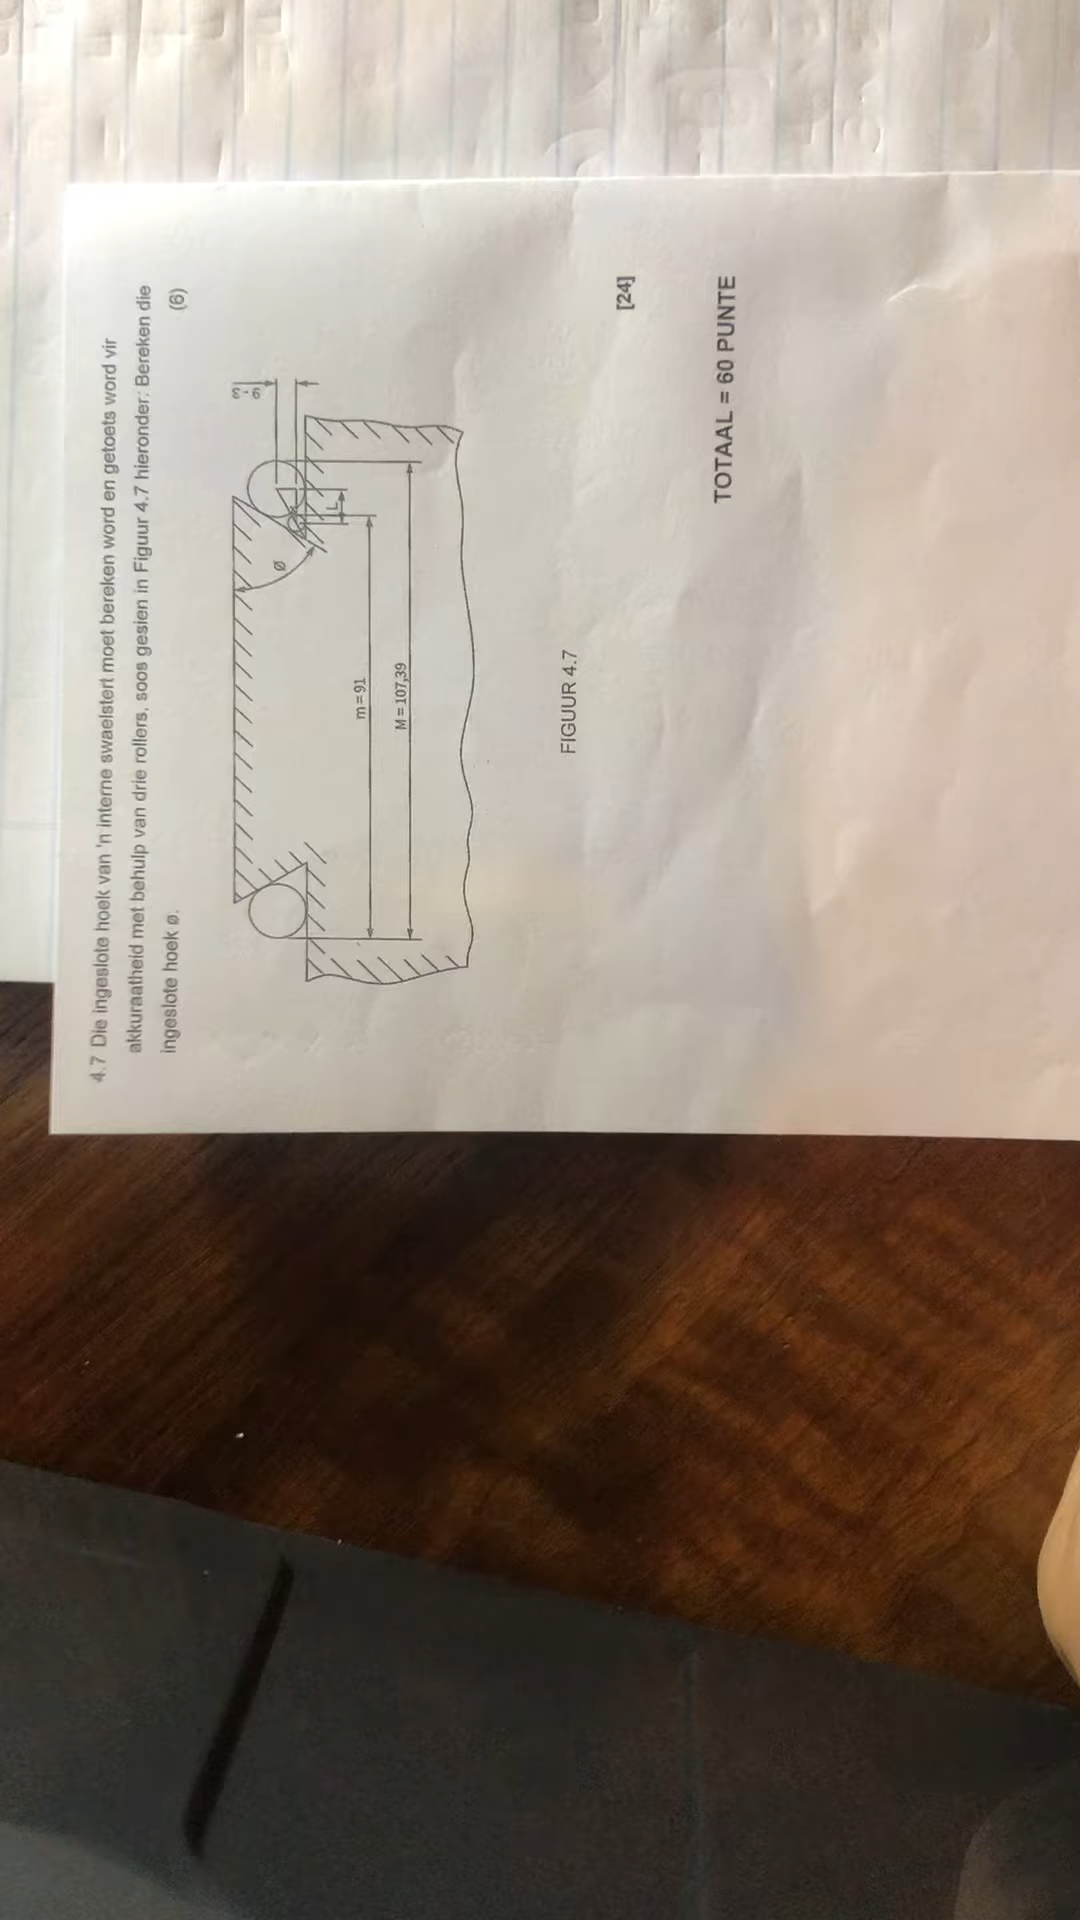 4.7 Die ingeslote hoek van 'n interne swaelstert moet bereken word en getoets word vir
akkuraatheid met behulp van drie rollers, soos gesien in Figuur 4.7 hieronder: Bereken die
ingeslote hoek ø.
(6)
ø
L
m = 91
M = 107,39
FIGUUR 4.7
[24]
TOTAAL = 60 PUNTE